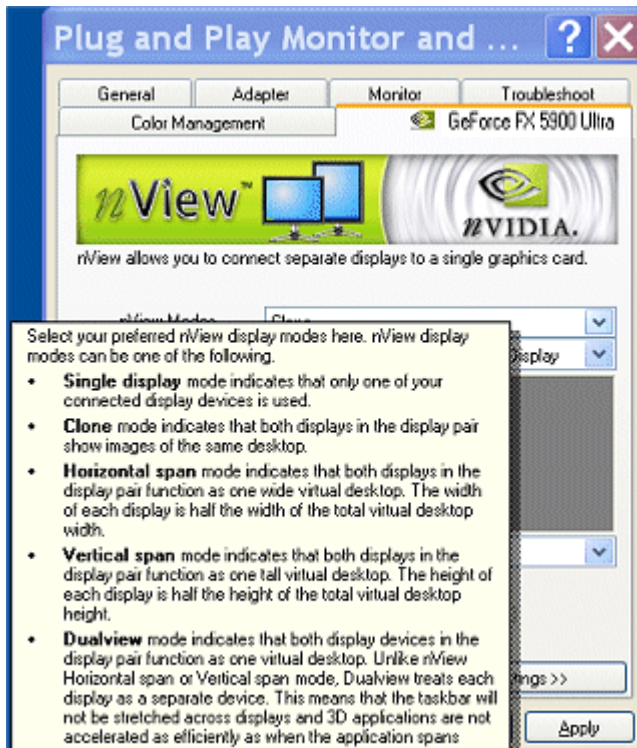 Plug and Play Monitor and ...
General Adapter Monitor Troubleshoot
Color Management GeForce FX 5900 Ultra
nView™
nVIDIA.
nView allows you to connect separate displays to a single graphics card.
nView Modes Clone
Select your preferred nView display modes here. nView display
modes can be one of the following.
Display
• Single display mode indicates that only one of your
connected display devices is used.
• Clone mode indicates that both displays in the display pair
show images of the same desktop.
• Horizontal span mode indicates that both displays in the
display pair function as one wide virtual desktop. The width
of each display is half the width of the total virtual desktop
width.
• Vertical span mode indicates that both displays in the
display pair function as one tall virtual desktop. The height of
each display is half the height of the total virtual desktop
height.
• Dualview mode indicates that both display devices in the
display pair function as one virtual desktop. Unlike nView
Horizontal span or Vertical span mode, Dualview treats each
display as a separate device. This means that the taskbar will
not be stretched across displays and 3D applications are not
accelerated as efficiently as when the application spans
ings >>
Apply